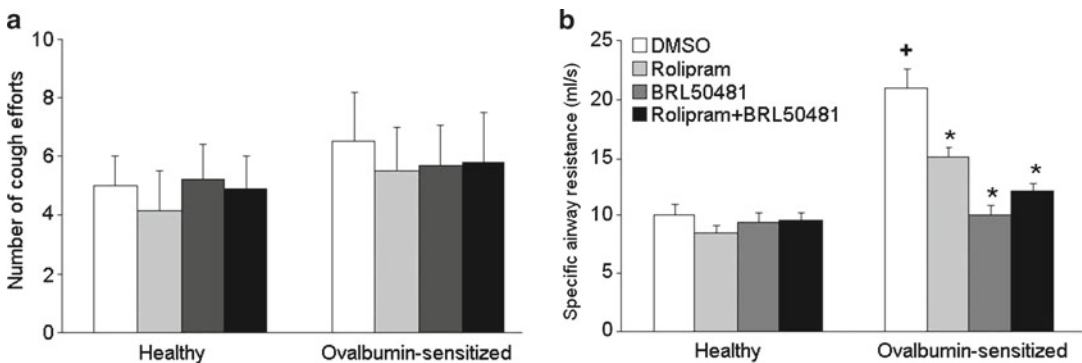 a
Number of cough efforts
10
8
6
4
2
0
Healthy
Ovalbumin-sensitized
b
Specific airway resistance (ml/s)
25
20
15
10
5
0
DMSO
Rolipram
BRL50481
Rolipram+BRL50481
+
*
*
*
Healthy
Ovalbumin-sensitized